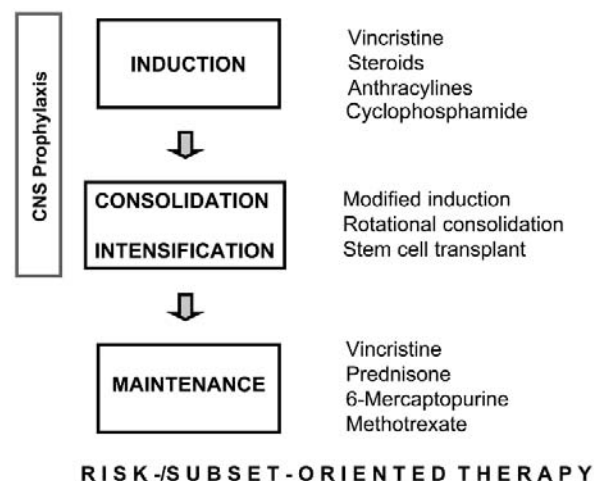 CNS Prophylaxis
INDUCTION
Vincristine
Steroids
Anthracylines
Cyclophosphamide
CONSOLIDATION
INTENSIFICATION
Modified induction
Rotational consolidation
Stem cell transplant
MAINTENANCE
Vincristine
Prednisone
6-Mercaptopurine
Methotrexate
RISK-/SUBSET-ORIENTED THERAPY